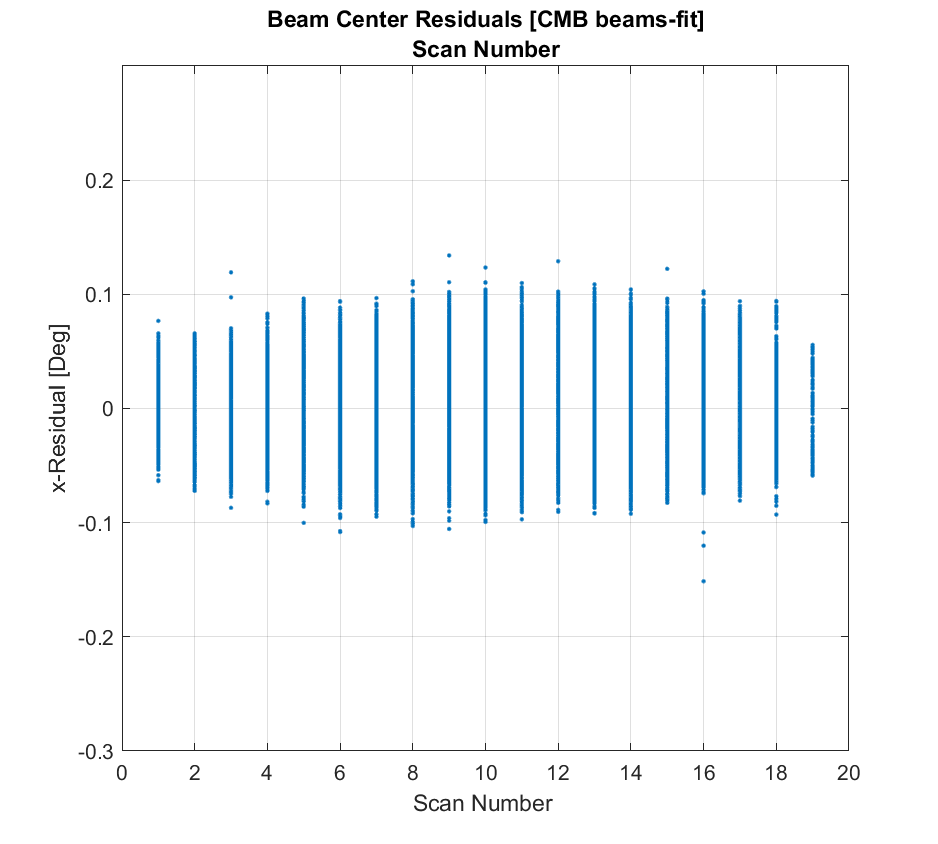 Beam Center Residuals [CMB beams-fit]
Scan Number
0.2
0.1
0
-0.1
-0.2
-0.3
x-Residual [Deg]
0 2 4 6 8 10 12 14 16 18 20
Scan Number